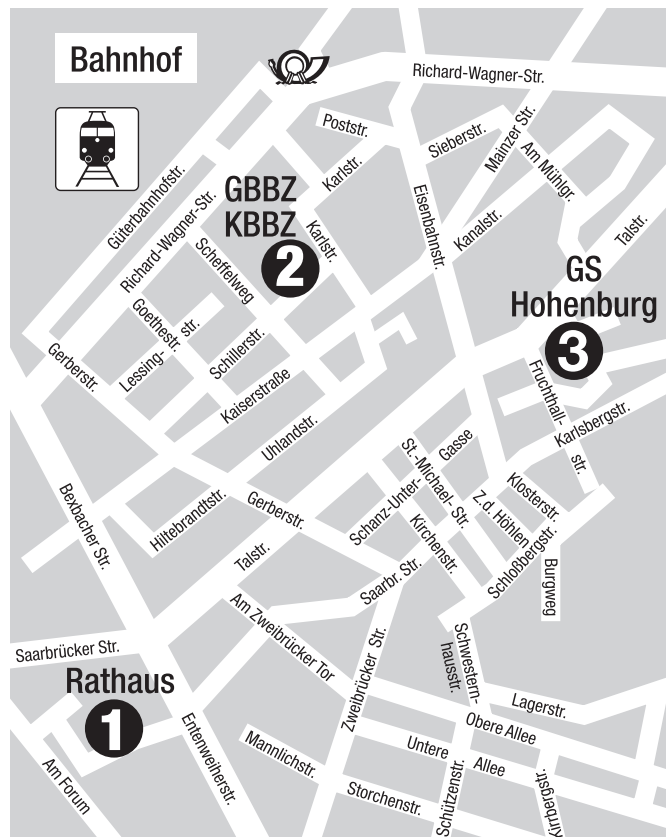 Bahnhof
Richard-Wagner-Str.
Poststr.
Sieberstr.
Mainzer Str.
Am Mühlgr.
Güterbahnhofstr.
Richard-Wagner-Str.
GBBZ
KBBZ
2
Karlstr.
Karlstr.
Eisenbahnstr.
Kanalstr.
Talstr.
Scheffelweg
GS
Hohenburg
3
Goethestr.
Lessing-
str.
Schillerstr.
Gerberstr.
Kaiserstraße
Uhlandstr.
Fruchthall-
str.
Karlsbergstr.
St.-Michael-Str.
Schanz-Unter-Gasse
Klosterstr.
Z.d. Höhlen
Bexbacher Str.
Hiltebrandtstr.
Gerberstr.
Kirchenstr.
Schloßbergstr.
Burgweg
Talstr.
Saarbr. Str.
Am Zweibrücker Tor
Saarbrücker Str.
Rathaus
1
Zweibrücker Str.
Schwestern-
hausstr.
Lagerstr.
Obere Allee
Untere Allee
Entenweiherstr.
Mannlichstr.
Storchenstr.
Schützenstr.
Kirrbergstr.
Am Forum